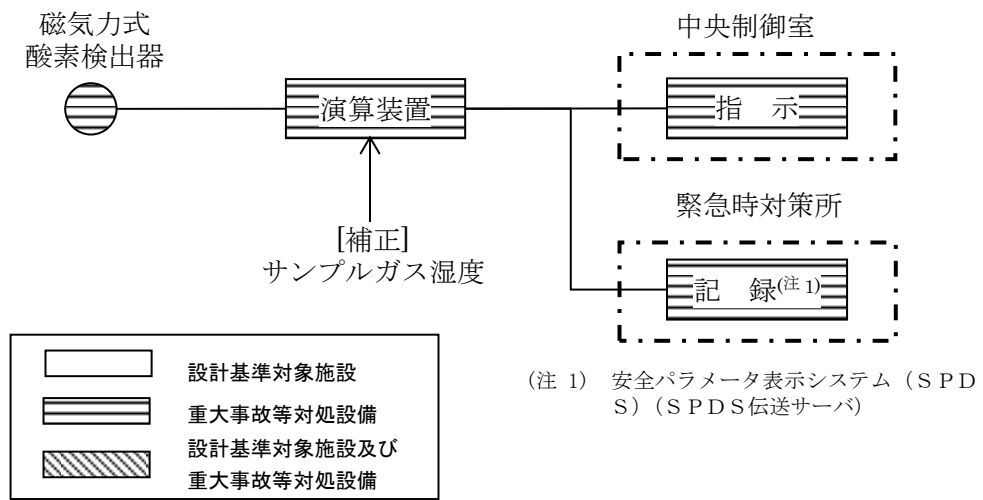 磁気力式
酸素検出器
演算装置
[補正]
サンプルガス湿度
中央制御室
指　示
緊急時対策所
記　録(注 1)
(注 1)　安全パラメータ表示システム（ＳＰＤ
Ｓ）（ＳＰＤＳ伝送サーバ）
設計基準対象施設
重大事故等対処設備
設計基準対象施設及び
重大事故等対処設備